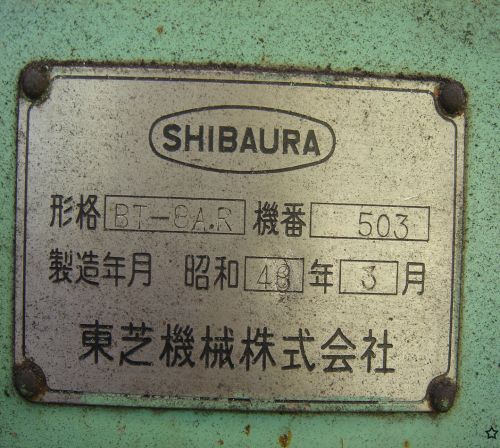 SHIBAURA
形格 BT-8A.R 機番 503
製造年月 昭和 48 年 3 月
東芝機械株式会社